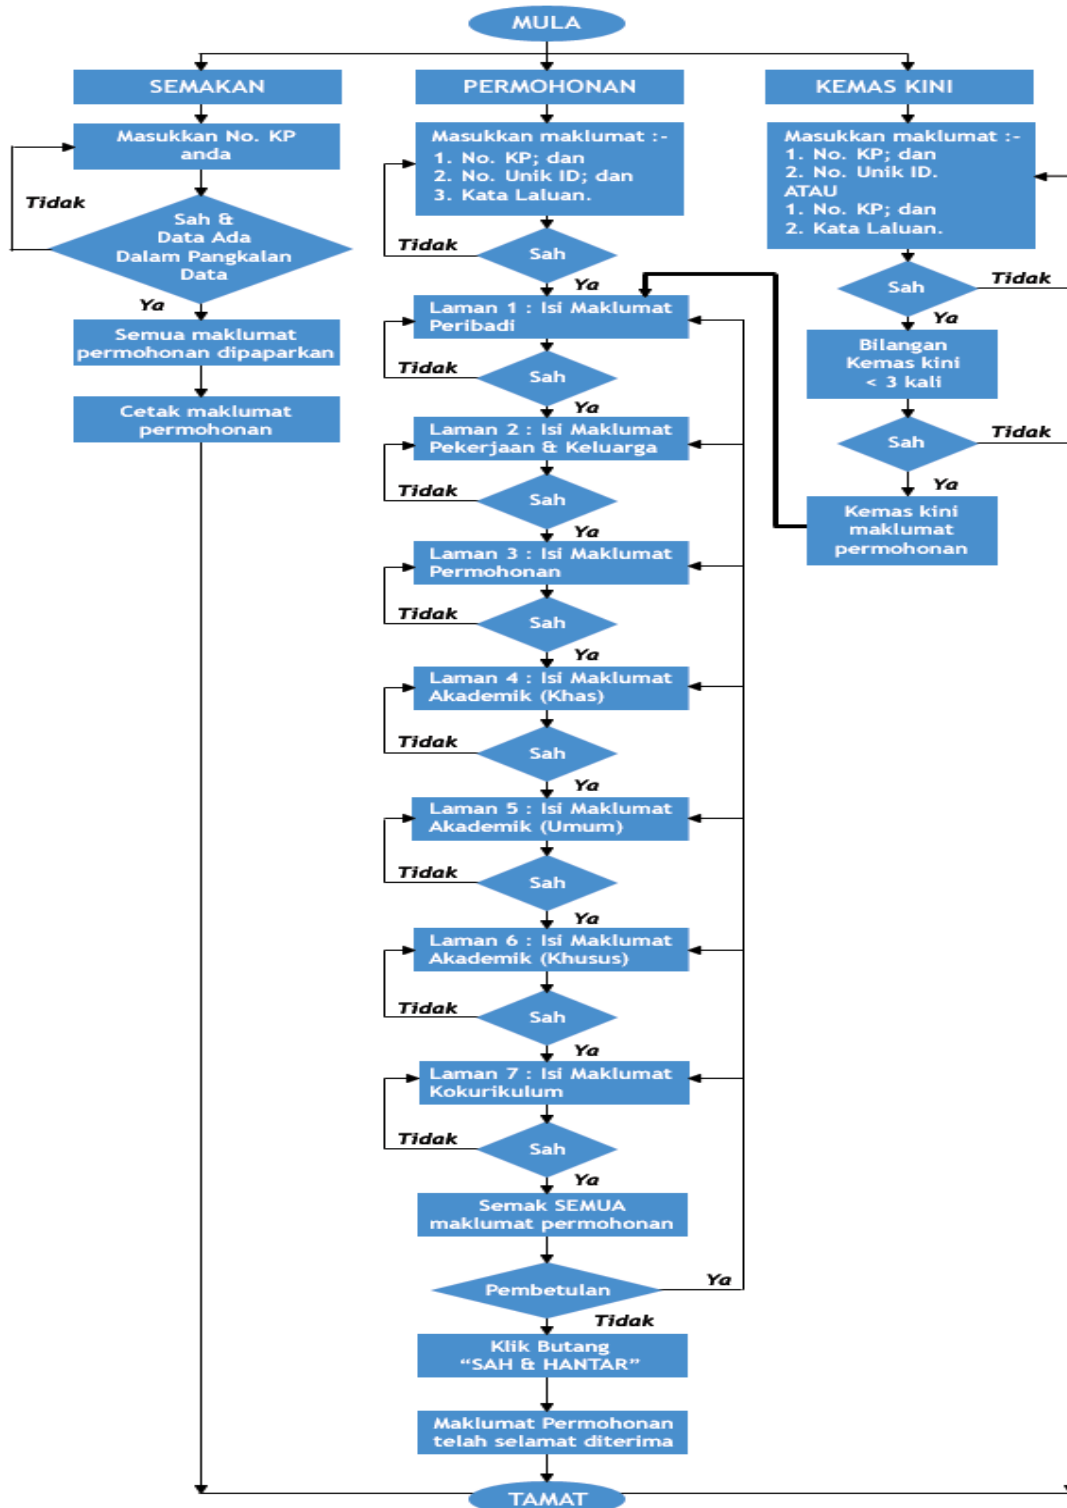 MULA
SEMAKAN
Masukkan No. KP
anda
Tidak
Sah &
Data Ada
Dalam Pangkalan
Data
Ya
Semua maklumat
permohonan dipaparkan
Cetak maklumat
permohonan
PERMOHONAN
Masukkan maklumat :-
1. No. KP; dan
2. No. Unik ID; dan
3. Kata Laluan.
Tidak
Sah
Ya
Laman 1 : Isi Maklumat
Peribadi
Tidak
Sah
Ya
Laman 2 : Isi Maklumat
Pekerjaan & Keluarga
Tidak
Sah
Ya
Laman 3 : Isi Maklumat
Permohonan
Tidak
Sah
Ya
Laman 4 : Isi Maklumat
Akademik (Khas)
Tidak
Sah
Ya
Laman 5 : Isi Maklumat
Akademik (Umum)
Tidak
Sah
Ya
Laman 6 : Isi Maklumat
Akademik (Khusus)
Tidak
Sah
Ya
Laman 7 : Isi Maklumat
Kokurikulum
Tidak
Sah
Ya
Semak SEMUA
maklumat permohonan
Pembetulan
Ya
Tidak
Klik Butang
“SAH & HANTAR”
Maklumat Permohonan
telah selamat diterima
KEMAS KINI
Masukkan maklumat :-
1. No. KP; dan
2. No. Unik ID.
ATAU
1. No. KP; dan
2. Kata Laluan.
Sah
Tidak
Ya
Bilangan
Kemas kini
< 3 kali
Sah
Tidak
Ya
Kemas kini
maklumat
permohonan
TAMAT